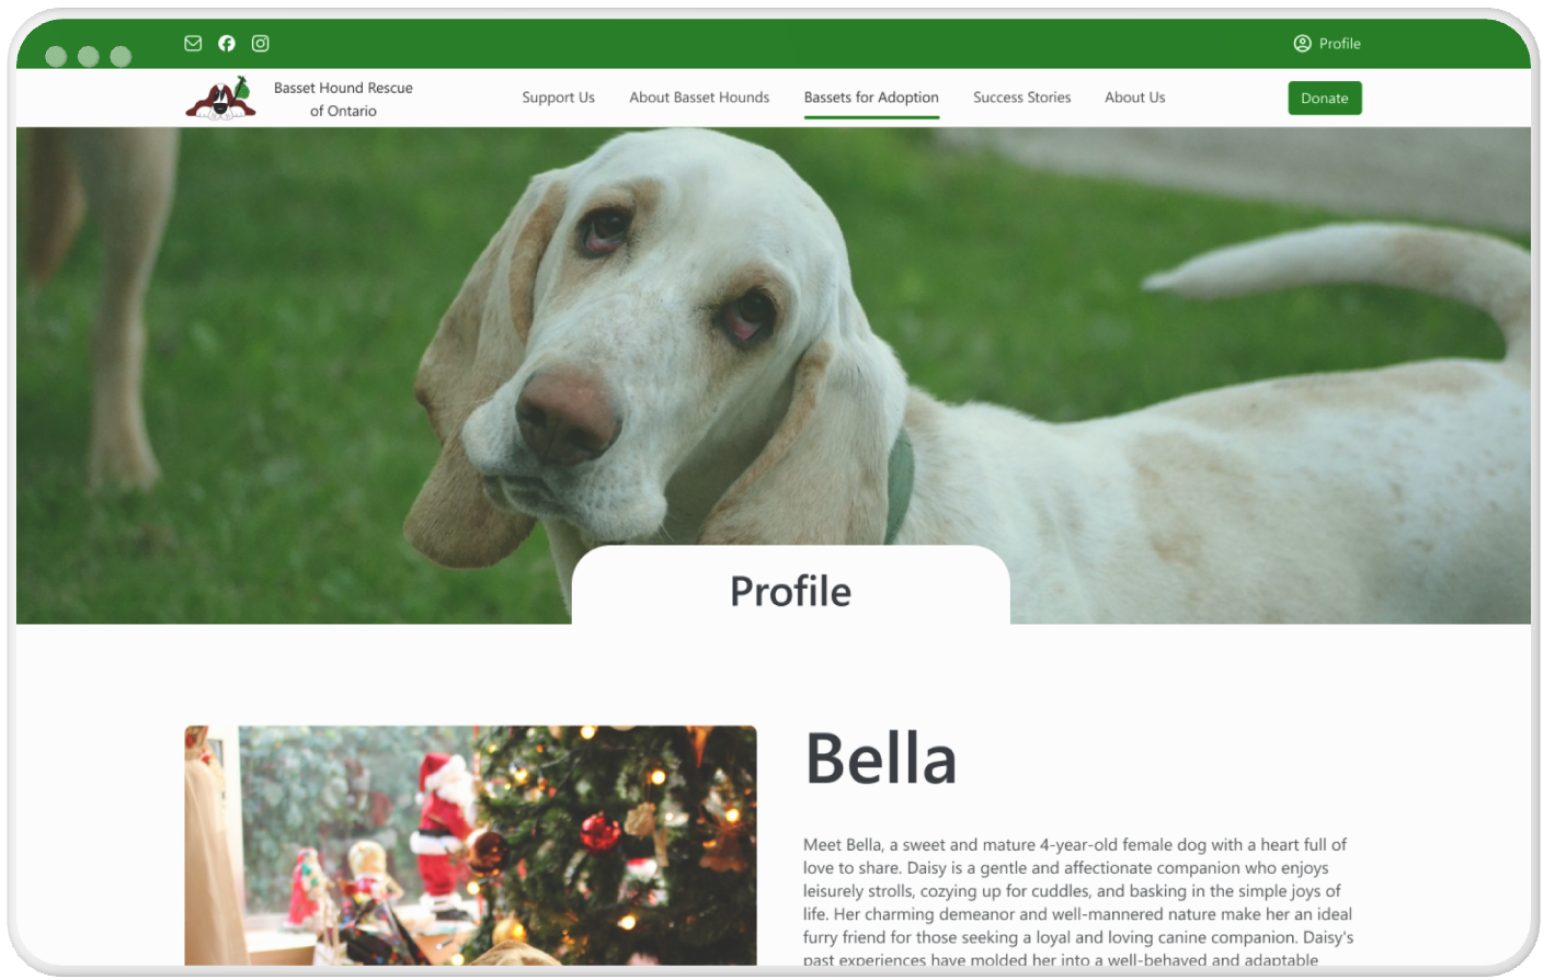 Profile
Basset Hound Rescue
of Ontario
Support Us
About Basset Hounds
Bassets for Adoption
Success Stories
About Us
Donate
Profile
Bella
Meet Bella, a sweet and mature 4-year-old female dog with a heart full of
love to share. Daisy is a gentle and affectionate companion who enjoys
leisurely strolls, cozying up for cuddles, and basking in the simple joys of
life. Her charming demeanor and well-mannered nature make her an ideal
furry friend for those seeking a loyal and loving canine companion. Daisy's
past experiences have molded her into a well-behaved and adaptable